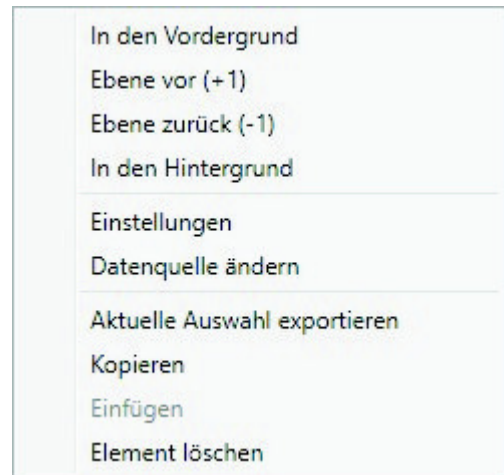 In den Vordergrund
Ebene vor (+1)
Ebene zurück (-1)
In den Hintergrund
Einstellungen
Datenquelle ändern
Aktuelle Auswahl exportieren
Kopieren
Einfügen
Element löschen